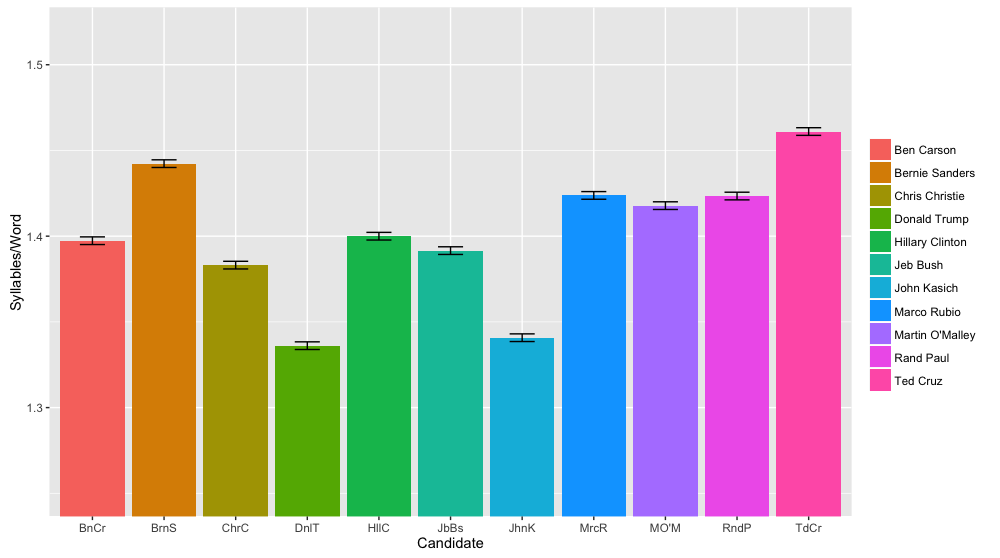 1.5
1.4
1.3
Syllables/Word
BnCr BrnS ChrC DnlT HllC JbBs JhnK MrcR MO'M RndP TdCr
Candidate
Ben Carson
Bernie Sanders
Chris Christie
Donald Trump
Hillary Clinton
Jeb Bush
John Kasich
Marco Rubio
Martin O'Malley
Rand Paul
Ted Cruz